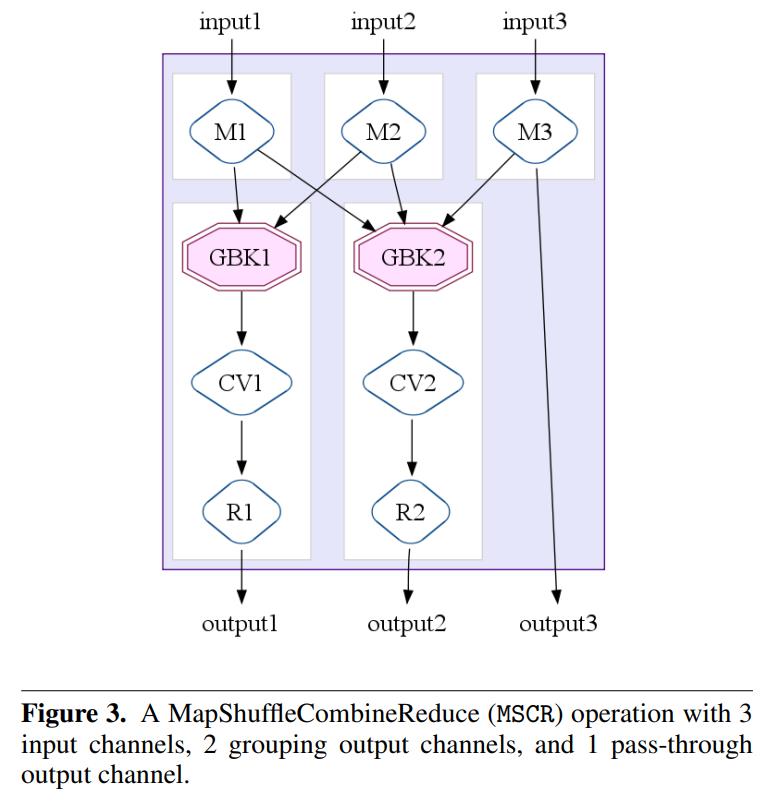 input1 input2 input3
M1 M2 M3
GBK1 GBK2
CV1 CV2
R1 R2
output1 output2 output3
Figure 3. A MapShuffleCombineReduce (MSCR) operation with 3
input channels, 2 grouping output channels, and 1 pass-through
output channel.